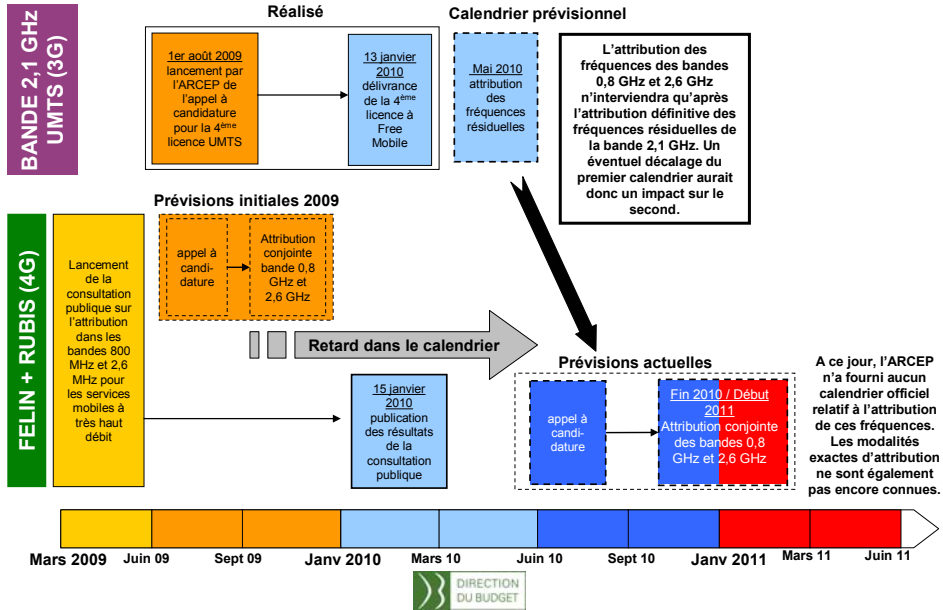 BANDE 2,1 GHz
UMTS (3G)
Réalisé
1er août 2009
lancement par
l'ARCEP de
l'appel à
candidature
pour la 4ème
licence UMTS
13 janvier
2010
délivrance
de la 4ème
licence à
Free
Mobile
Calendrier prévisionnel
Mai 2010
attribution
des
fréquences
résiduelles
L'attribution des
fréquences des bandes
0,8 GHz et 2,6 GHz
n'interviendra qu'après
l'attribution définitive des
fréquences résiduelles de
la bande 2,1 GHz. Un
éventuel décalage du
premier calendrier aurait
donc un impact sur le
second.
FELIN + RUBIS (4G)
Lancement
de la
consultation
publique sur
l'attribution
dans les
bandes 800
MHz et 2,6
MHz pour
les services
mobiles à
très haut
débit
Prévisions initiales 2009
appel à
candi-
dature
Attribution
conjointe
bande 0,8
GHz et
2,6 GHz
Retard dans le calendrier
15 janvier
2010
publication
des résultats
de la
consultation
publique
Prévisions actuelles
appel à
candi-
dature
Fin 2010 / Début
2011
Attribution conjointe
des bandes 0,8
GHz et 2,6 GHz
A ce jour, l'ARCEP
n'a fourni aucun
calendrier officiel
relatif à l'attribution
de ces fréquences.
Les modalités
exactes d'attribution
ne sont également
pas encore connues.
Mars 2009
Juin 09
Sept 09
Janv 2010
Mars 10
Juin 10
Sept 10
Janv 2011
Mars 11
Juin 11
DIRECTION
DU BUDGET